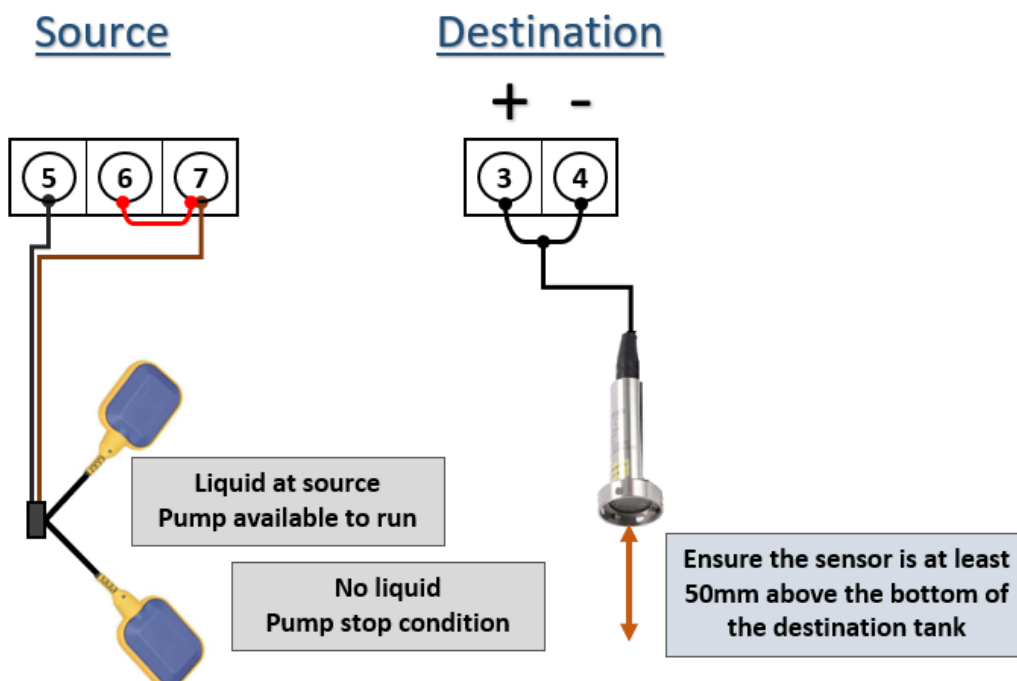 Source
Destination
+ -
5 6 7
3 4
Liquid at source
Pump available to run
No liquid
Pump stop condition
Ensure the sensor is at least
50mm above the bottom of
the destination tank